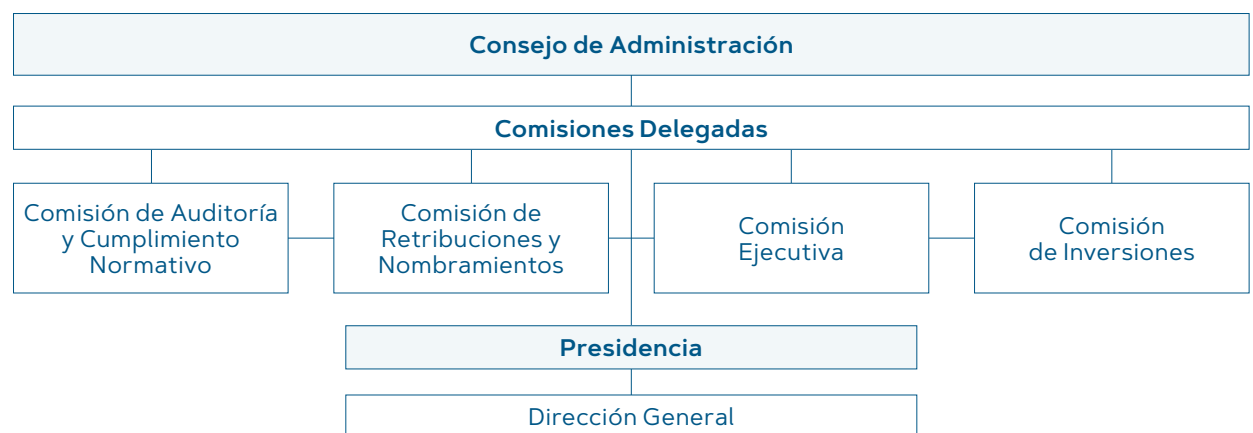 Consejo de Administración
Comisiones Delegadas
Comisión de Auditoría
y Cumplimiento
Normativo
Comisión de
Retribuciones y
Nombramientos
Comisión
Ejecutiva
Comisión
de Inversiones
Presidencia
Dirección General